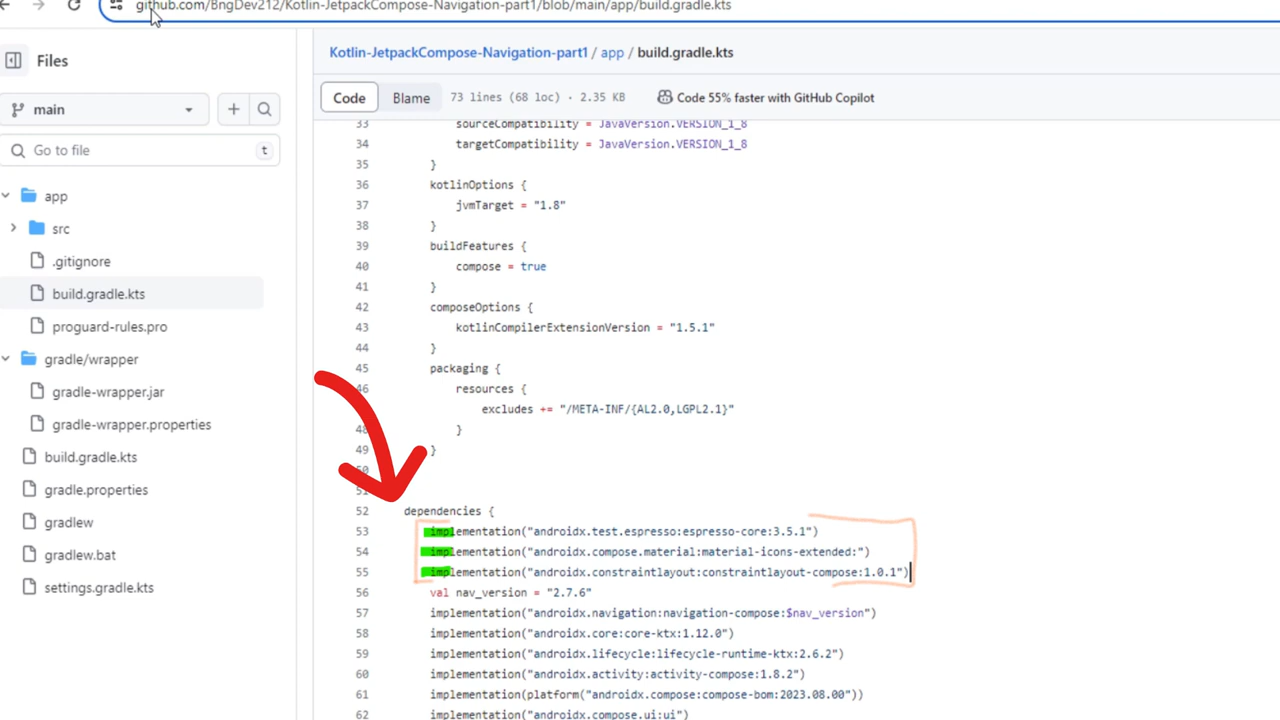 github.com/BngDev212/Kotlin-JetpackCompose-Navigation-part1/blob/main/app/build.gradle.kts
Files
main
Go to file
t
app
src
.gitignore
build.gradle.kts
proguard-rules.pro
gradle/wrapper
gradle-wrapper.jar
gradle-wrapper.properties
build.gradle.kts
gradle.properties
gradlew
gradlew.bat
settings.gradle.kts
Kotlin-JetpackCompose-Navigation-part1 / app / build.gradle.kts
Code Blame 73 lines (68 loc) · 2.35 KB Code 55% faster with GitHub Copilot
33 sourceCompatibility = JavaVersion.VERSION_1_8
34 targetCompatibility = JavaVersion.VERSION_1_8
35 }
36 kotlinOptions {
37 jvmTarget = "1.8"
38 }
39 buildFeatures {
40 compose = true
41 }
42 composeOptions {
43 kotlinCompilerExtensionVersion = "1.5.1"
44 }
45 packaging {
46 resources {
excludes += "/META-INF/{AL2.0,LGPL2.1}"
48 }
49 }
50
51
52 dependencies {
53 implementation("androidx.test.espresso:espresso-core:3.5.1")
54 implementation("androidx.compose.material:material-icons-extended:")
55 implementation("androidx.constraintlayout:constraintlayout-compose:1.0.1")
56 val nav_version = "2.7.6"
57 implementation("androidx.navigation:navigation-compose:$nav_version")
58 implementation("androidx.core:core-ktx:1.12.0")
59 implementation("androidx.lifecycle:lifecycle-runtime-ktx:2.6.2")
60 implementation("androidx.activity:activity-compose:1.8.2")
61 implementation(platform("androidx.compose:compose-bom:2023.08.00"))
62 implementation("androidx.compose.ui:ui")